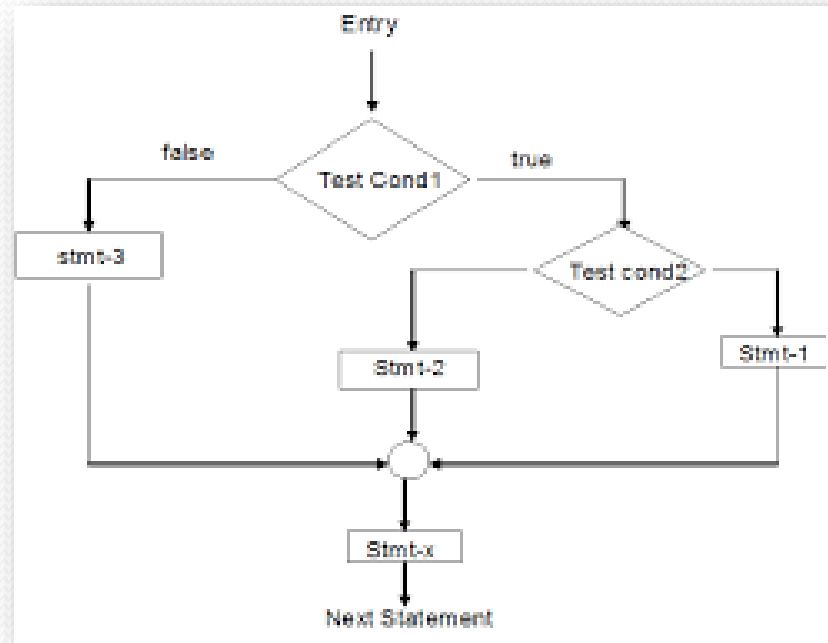 Entry
false
true
Test Cond1
stmt-3
Test cond2
Stmt-2
Stmt-1
Stmt-x
Next Statement